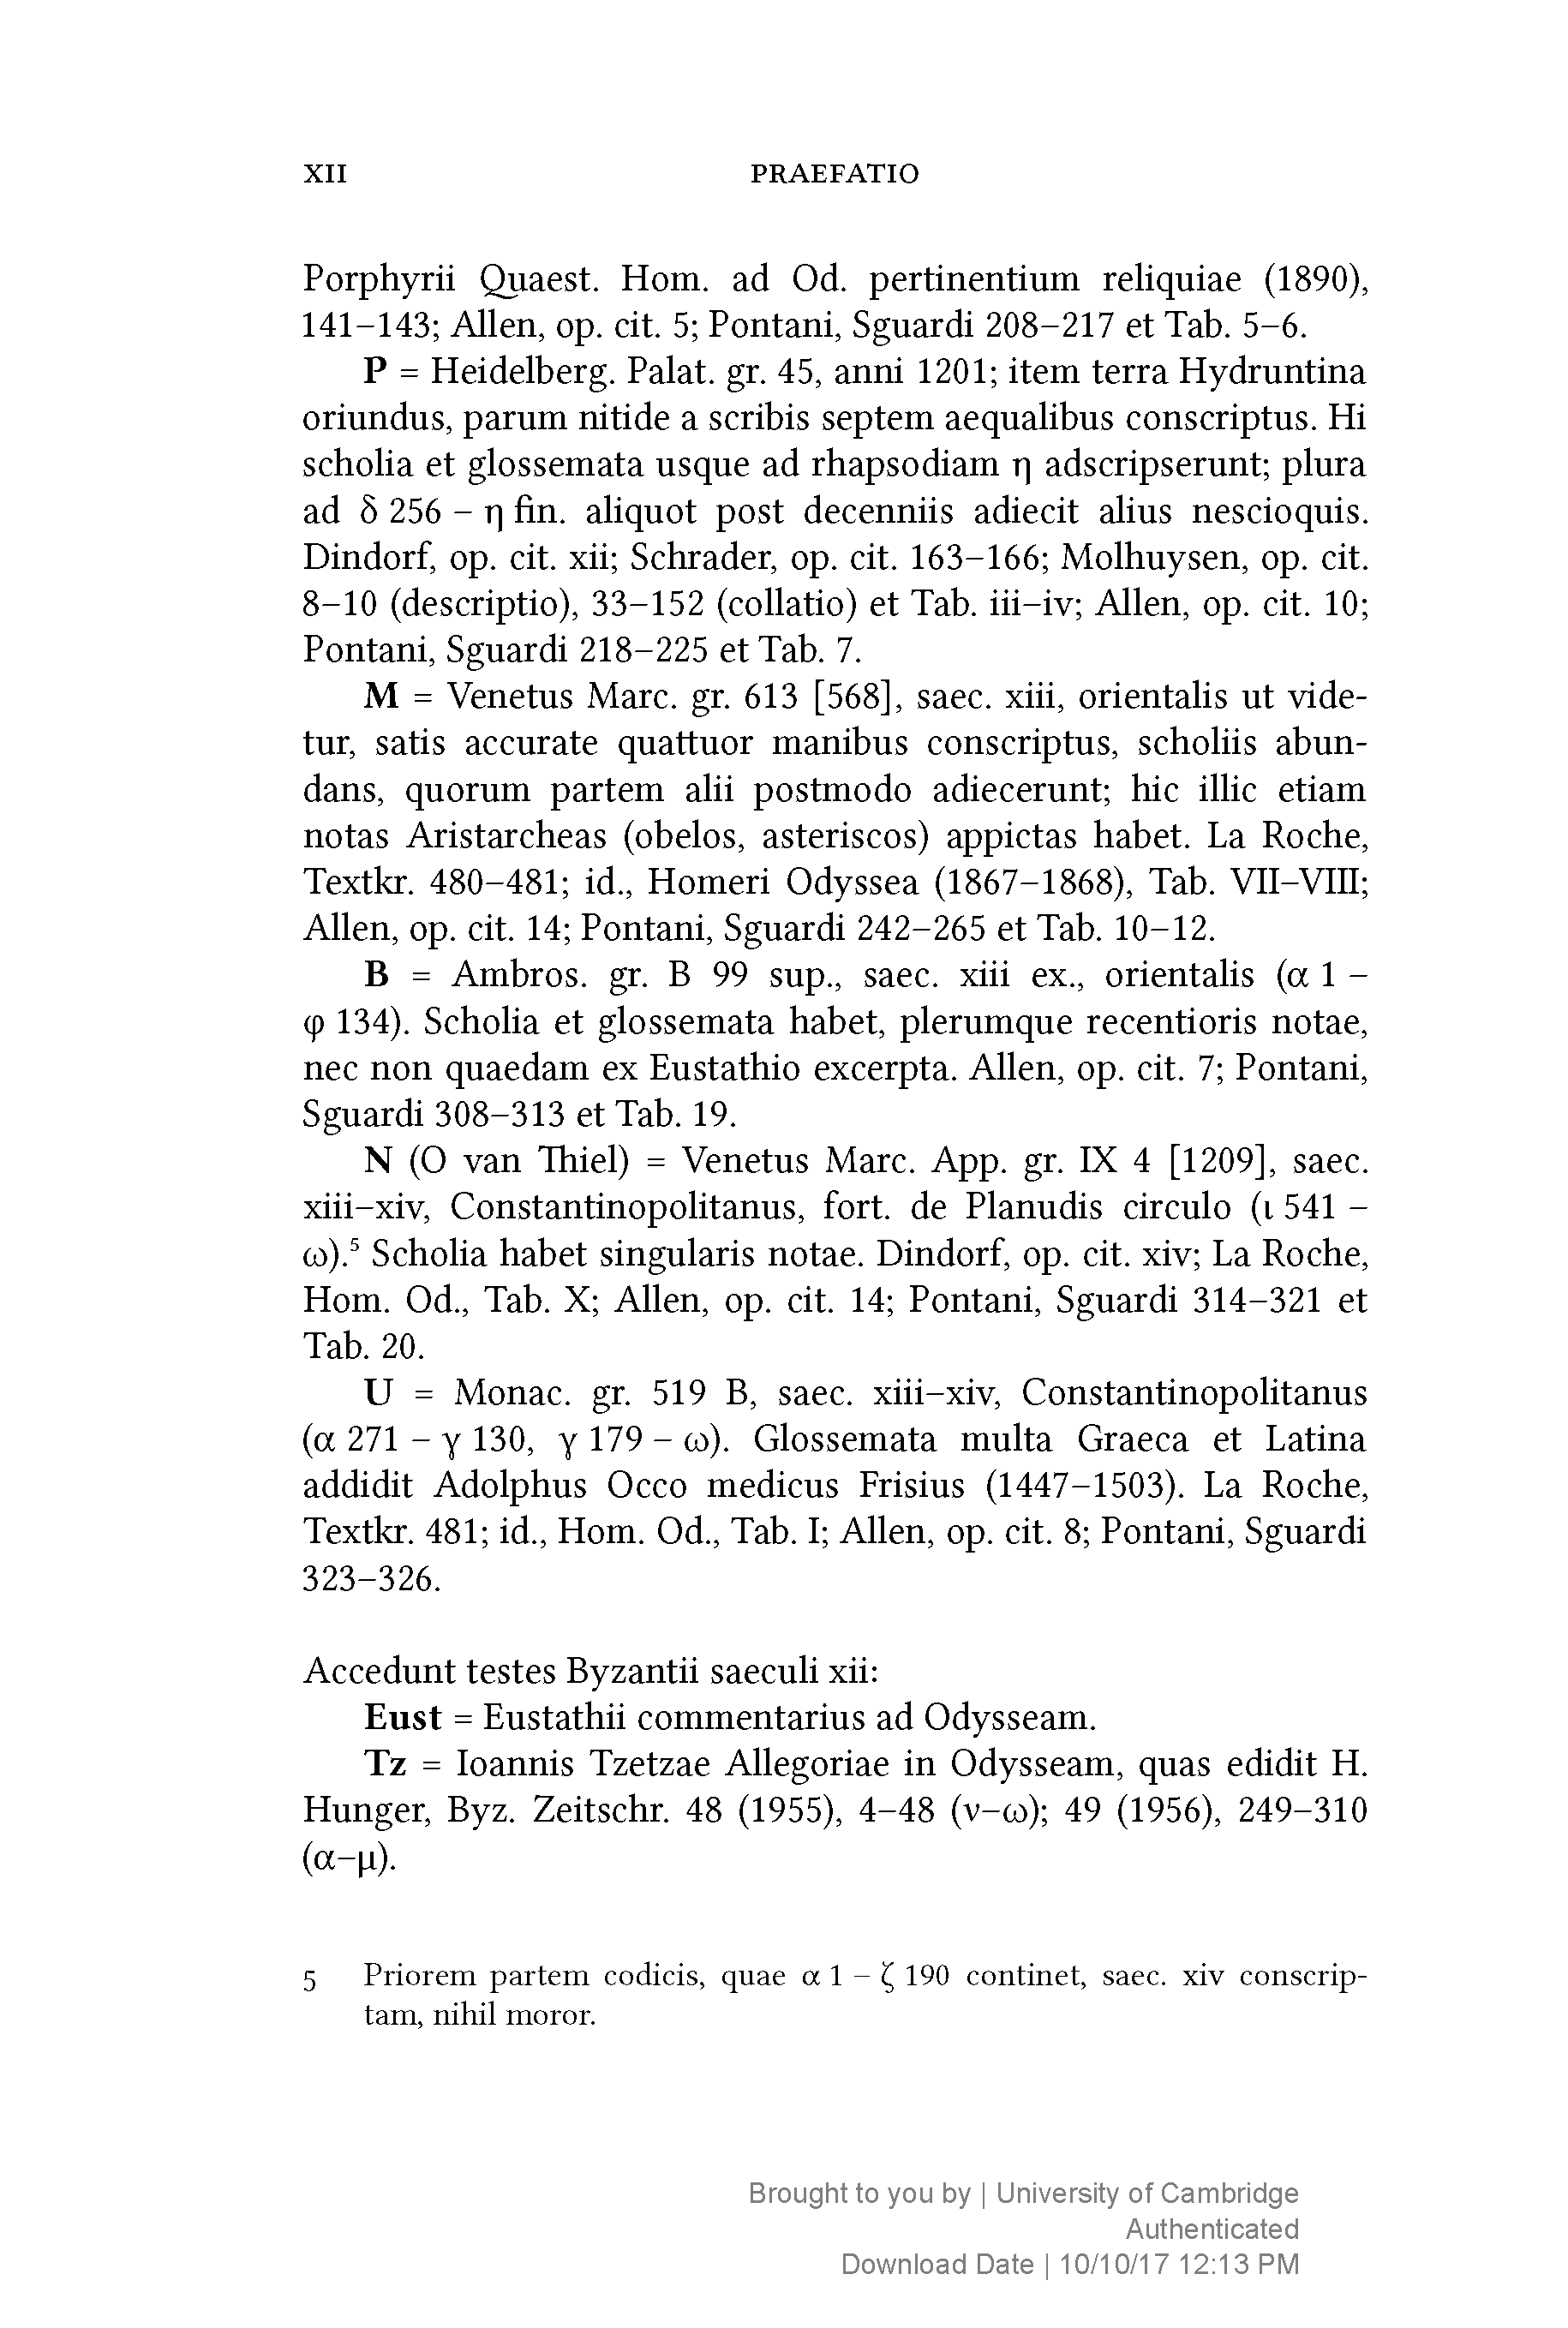 XII PRAEFATIO
Porphyrii Quaest. Hom. ad Od. pertinentium reliquiae (1890),
141–143; Allen, op. cit. 5; Pontani, Sguardi 208–217 et Tab. 5–6.
P = Heidelberg. Palat. gr. 45, anni 1201; item terra Hydruntina
oriundus, parum nitide a scribis septem aequalibus conscriptus. Hi
scholia et glossemata usque ad rhapsodiam η adscripserunt; plura
ad δ 256 – η fin. aliquot post decenniis adiecit alius nescioquis.
Dindorf, op. cit. xii; Schrader, op. cit. 163–166; Molhuysen, op. cit.
8–10 (descriptio), 33–152 (collatio) et Tab. iii–iv; Allen, op. cit. 10;
Pontani, Sguardi 218–225 et Tab. 7.
M = Venetus Marc. gr. 613 [568], saec. xiii, orientalis ut vide-
tur, satis accurate quattuor manibus conscriptus, scholiis abun-
dans, quorum partem alii postmodo adiecerunt; hic illic etiam
notas Aristarcheas (obelos, asteriscos) appictas habet. La Roche,
Textkr. 480–481; id., Homeri Odyssea (1867–1868), Tab. VII–VIII;
Allen, op. cit. 14; Pontani, Sguardi 242–265 et Tab. 10–12.
B = Ambros. gr. B 99 sup., saec. xiii ex., orientalis (α 1 –
φ 134). Scholia et glossemata habet, plerumque recentioris notae,
nec non quaedam ex Eustathio excerpta. Allen, op. cit. 7; Pontani,
Sguardi 308–313 et Tab. 19.
N (O van Thiel) = Venetus Marc. App. gr. IX 4 [1209], saec.
xiii–xiv, Constantinopolitanus, fort. de Planudis circulo (ι 541 –
ω).⁵ Scholia habet singularis notae. Dindorf, op. cit. xiv; La Roche,
Hom. Od., Tab. X; Allen, op. cit. 14; Pontani, Sguardi 314–321 et
Tab. 20.
U = Monac. gr. 519 B, saec. xiii–xiv, Constantinopolitanus
(α 271 – γ 130, γ 179 – ω). Glossemata multa Graeca et Latina
addidit Adolphus Occo medicus Frisius (1447–1503). La Roche,
Textkr. 481; id., Hom. Od., Tab. I; Allen, op. cit. 8; Pontani, Sguardi
323–326.
Accedunt testes Byzantii saeculi xii:
Eust = Eustathii commentarius ad Odysseam.
Tz = Ioannis Tzetzae Allegoriae in Odysseam, quas edidit H.
Hunger, Byz. Zeitschr. 48 (1955), 4–48 (ν–ω); 49 (1956), 249–310
(α–μ).
5 Priorem partem codicis, quae α 1 – ζ 190 continet, saec. xiv conscrip-
tam, nihil moror.
Brought to you by | University of Cambridge
Authenticated
Download Date | 10/10/17 12:13 PM